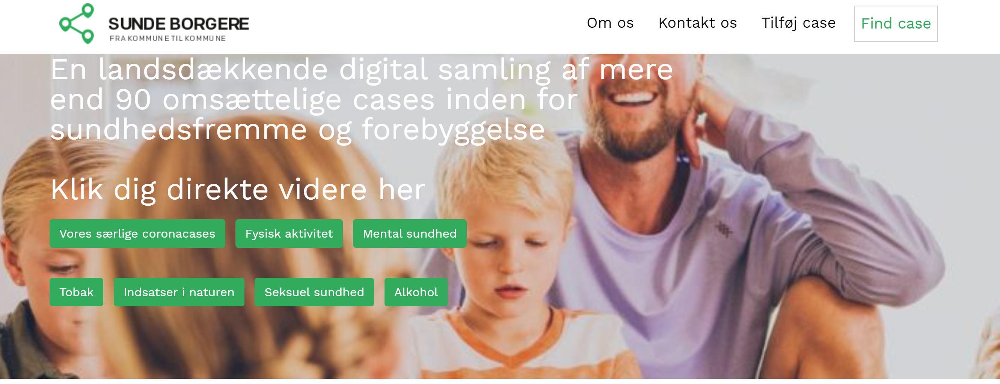 SUNDE BORGERE
FRA KOMMUNE TIL KOMMUNE
Om os Kontakt os Tilføj case Find case
En landsdækkende digital samling af mere
end 90 omsættelige cases inden for
sundhedsfremme og forebyggelse
Klik dig direkte videre her
Vores særlige coronacases Fysisk aktivitet Mental sundhed
Tobak Indsatser i naturen Seksuel sundhed Alkohol